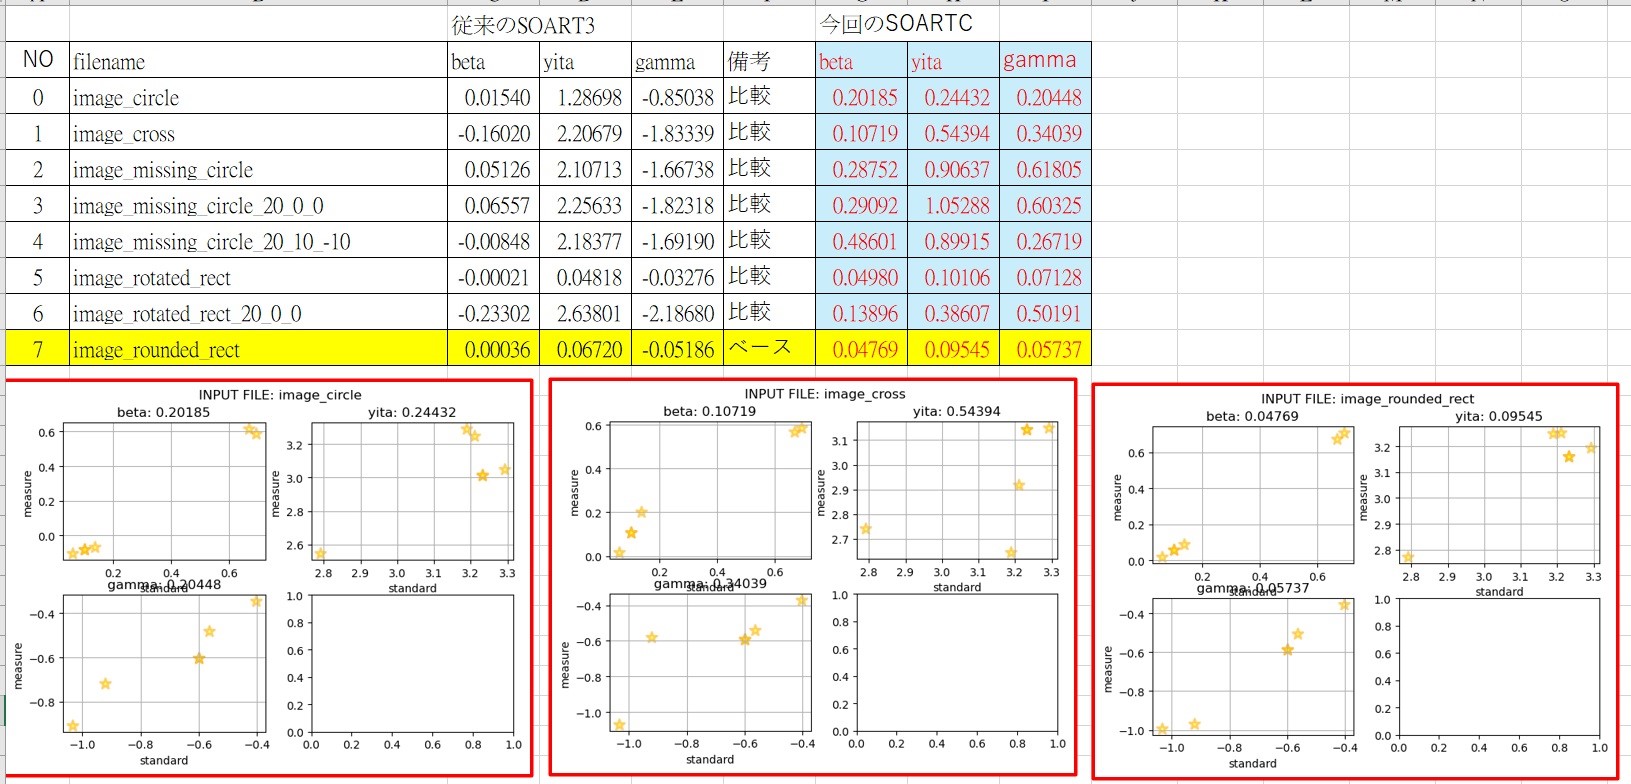 従来のSOART3 今回のSOARTC
NO filename beta yita gamma 備考 beta yita gamma
0 image_circle 0.01540 1.28698 -0.85038 比較 0.20185 0.24432 0.20448
1 image_cross -0.16020 2.20679 -1.83339 比較 0.10719 0.54394 0.34039
2 image_missing_circle 0.05126 2.10713 -1.66738 比較 0.28752 0.90637 0.61805
3 image_missing_circle_20_0_0 0.06557 2.25633 -1.82318 比較 0.29092 1.05288 0.60325
4 image_missing_circle_20_10_-10 -0.00848 2.18377 -1.69190 比較 0.48601 0.89915 0.26719
5 image_rotated_rect -0.00021 0.04818 -0.03276 比較 0.04980 0.10106 0.07128
6 image_rotated_rect_20_0_0 -0.23302 2.63801 -2.18680 比較 0.13896 0.38607 0.50191
7 image_rounded_rect 0.00036 0.06720 -0.05186 ベース 0.04769 0.09545 0.05737
INPUT FILE: image_circle
beta: 0.20185 yita: 0.24432
measure
0.6
0.4
0.2
0.0
0.2 0.4 0.6
standard
3.2
3.0
2.8
2.6
2.8 2.9 3.0 3.1 3.2 3.3
standard
gamma: 0.20448
measure
−0.4
−0.6
−0.8
−1.0 −0.8 −0.6 −0.4
standard
1.0
0.8
0.6
0.4
0.2
0.0
0.0 0.2 0.4 0.6 0.8 1.0
INPUT FILE: image_cross
beta: 0.10719 yita: 0.54394
measure
0.6
0.4
0.2
0.0
0.2 0.4 0.6
standard
measure
3.1
3.0
2.9
2.8
2.7
2.8 2.9 3.0 3.1 3.2 3.3
standard
gamma: 0.34039
measure
−0.4
−0.6
−0.8
−1.0
−1.0 −0.8 −0.6 −0.4
standard
1.0
0.8
0.6
0.4
0.2
0.0
0.0 0.2 0.4 0.6 0.8 1.0
INPUT FILE: image_rounded_rect
beta: 0.04769 yita: 0.09545
measure
0.6
0.4
0.2
0.0
0.2 0.4 0.6
standard
measure
3.2
3.1
3.0
2.9
2.8
2.8 2.9 3.0 3.1 3.2 3.3
standard
gamma: 0.05737
measure
−0.4
−0.6
−0.8
−1.0
−1.0 −0.8 −0.6 −0.4
standard
1.0
0.8
0.6
0.4
0.2
0.0
0.0 0.2 0.4 0.6 0.8 1.0